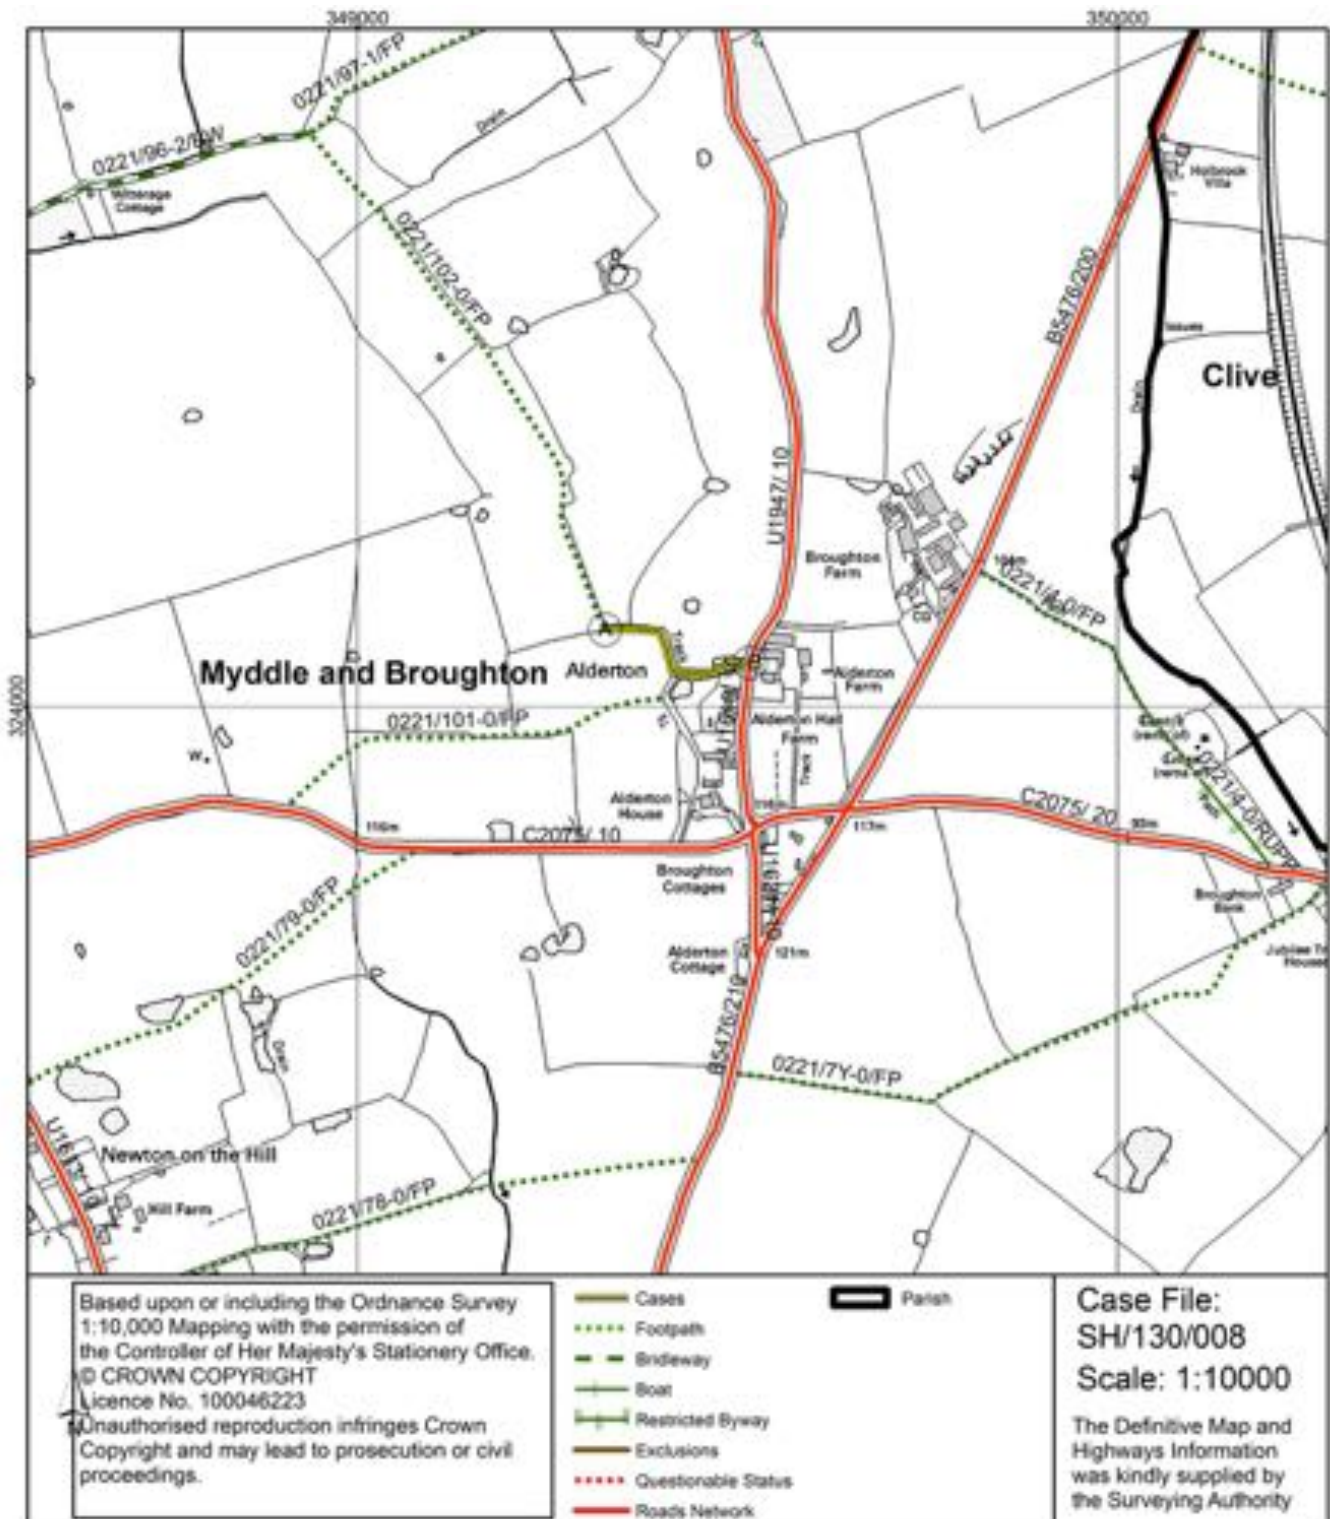 349000
350000
0221/97-1/FP
Drain
0221/96-2/BW
Witterage
Cottage
Holbrook
Villa
0221/102-0/FP
B5476/200
Issues
Clive
Drain
U1947/ 10
Broughton
Farm
0221/4-0/FP
A
Track
Myddle and Broughton
Alderton
Alderton
Farm
324000
0221/101-0/FP
Alderton Hall
Farm
Track
W
0221/4-0/RUPP
Path
Alderton
House
116m
C2075/ 10
117m
C2075/ 20
Broughton
Cottages
Broughton
Bank
0221/79-0/FP
Alderton
Cottage
121m
House
B5476/210
Drain
0221/7Y-0/FP
Newton on the Hill
Hill Farm
0221/78-0/FP
Based upon or including the Ordnance Survey
1:10,000 Mapping with the permission of
the Controller of Her Majesty's Stationery Office.
© CROWN COPYRIGHT
Licence No. 100046223
Unauthorised reproduction infringes Crown
Copyright and may lead to prosecution or civil
proceedings.
Cases
Footpath
Bridleway
Boat
Restricted Byway
Exclusions
Questionable Status
Roads Network
Parish
Case File:
SH/130/008
Scale: 1:10000
The Definitive Map and
Highways Information
was kindly supplied by
the Surveying Authority